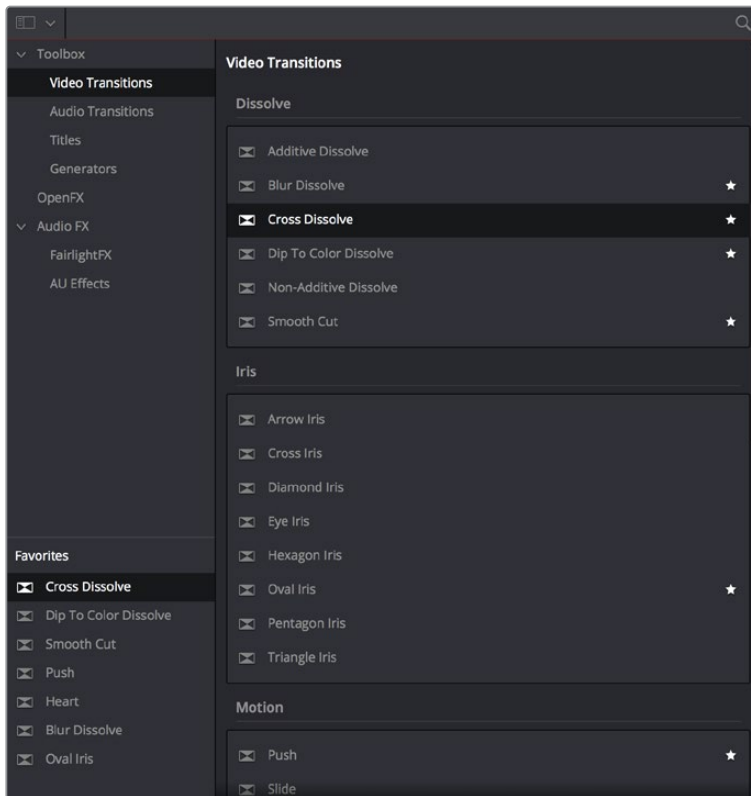 Toolbox
Video Transitions
Audio Transitions
Titles
Generators
OpenFX
Audio FX
FairlightFX
AU Effects
Favorites
Cross Dissolve
Dip To Color Dissolve
Smooth Cut
Push
Heart
Blur Dissolve
Oval Iris
Video Transitions
Dissolve
Additive Dissolve
Blur Dissolve
Cross Dissolve
Dip To Color Dissolve
Non-Additive Dissolve
Smooth Cut
Iris
Arrow Iris
Cross Iris
Diamond Iris
Eye Iris
Hexagon Iris
Oval Iris
Pentagon Iris
Triangle Iris
Motion
Push
Slide